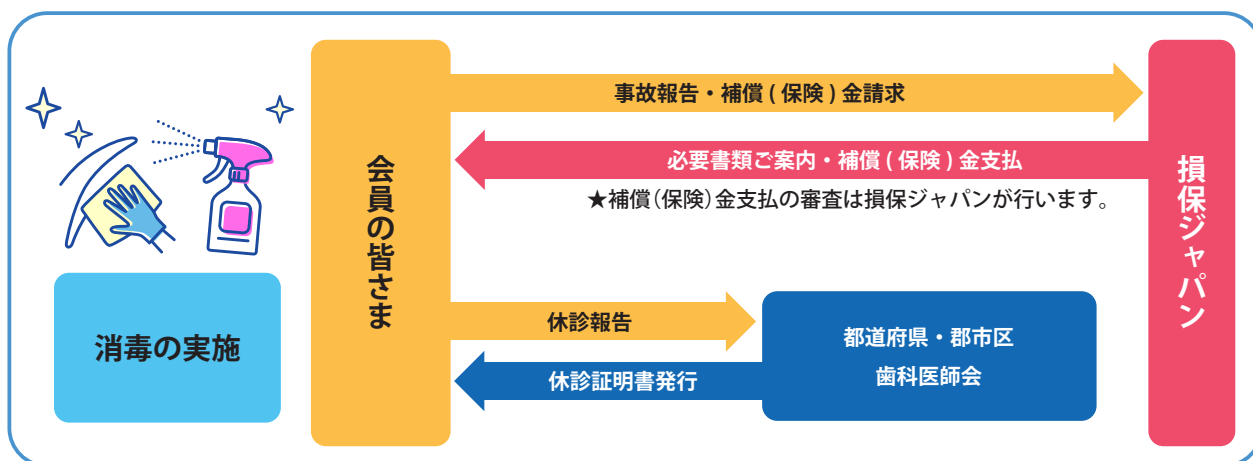 事故報告・補償 ( 保険 ) 金請求
必要書類ご案内・補償 ( 保険 ) 金支払
★補償(保険)金支払の審査は損保ジャパンが行います。
会員の皆さま
損保ジャパン
消毒の実施
休診報告
休診証明書発行
都道府県・郡市区
歯科医師会